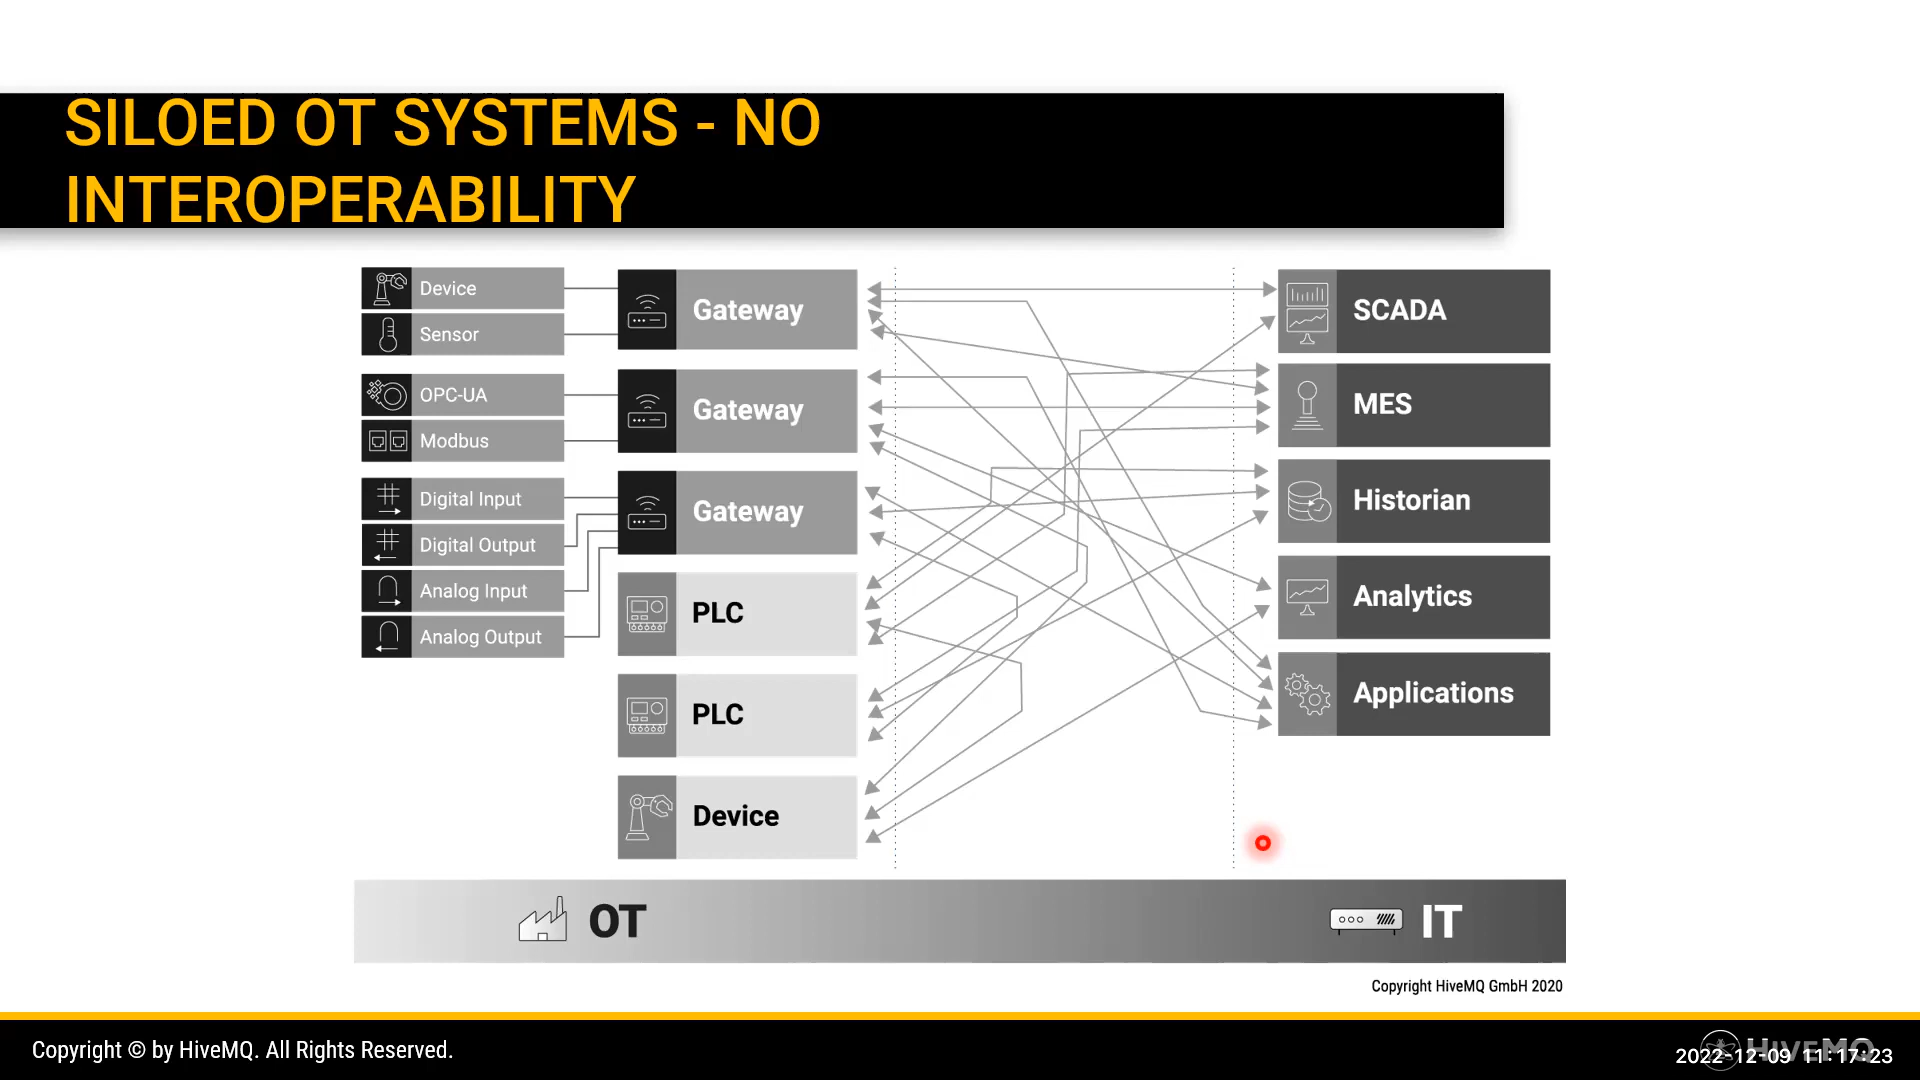 SILOED OT SYSTEMS - NO
INTEROPERABILITY
Device
Sensor
OPC-UA
Modbus
Digital Input
Digital Output
Analog Input
Analog Output
Gateway
Gateway
Gateway
PLC
PLC
Device
SCADA
MES
Historian
Analytics
Applications
OT
IT
Copyright HiveMQ GmbH 2020
Copyright © by HiveMQ. All Rights Reserved.
HIVEMQ
2022-12-09 11:17:23